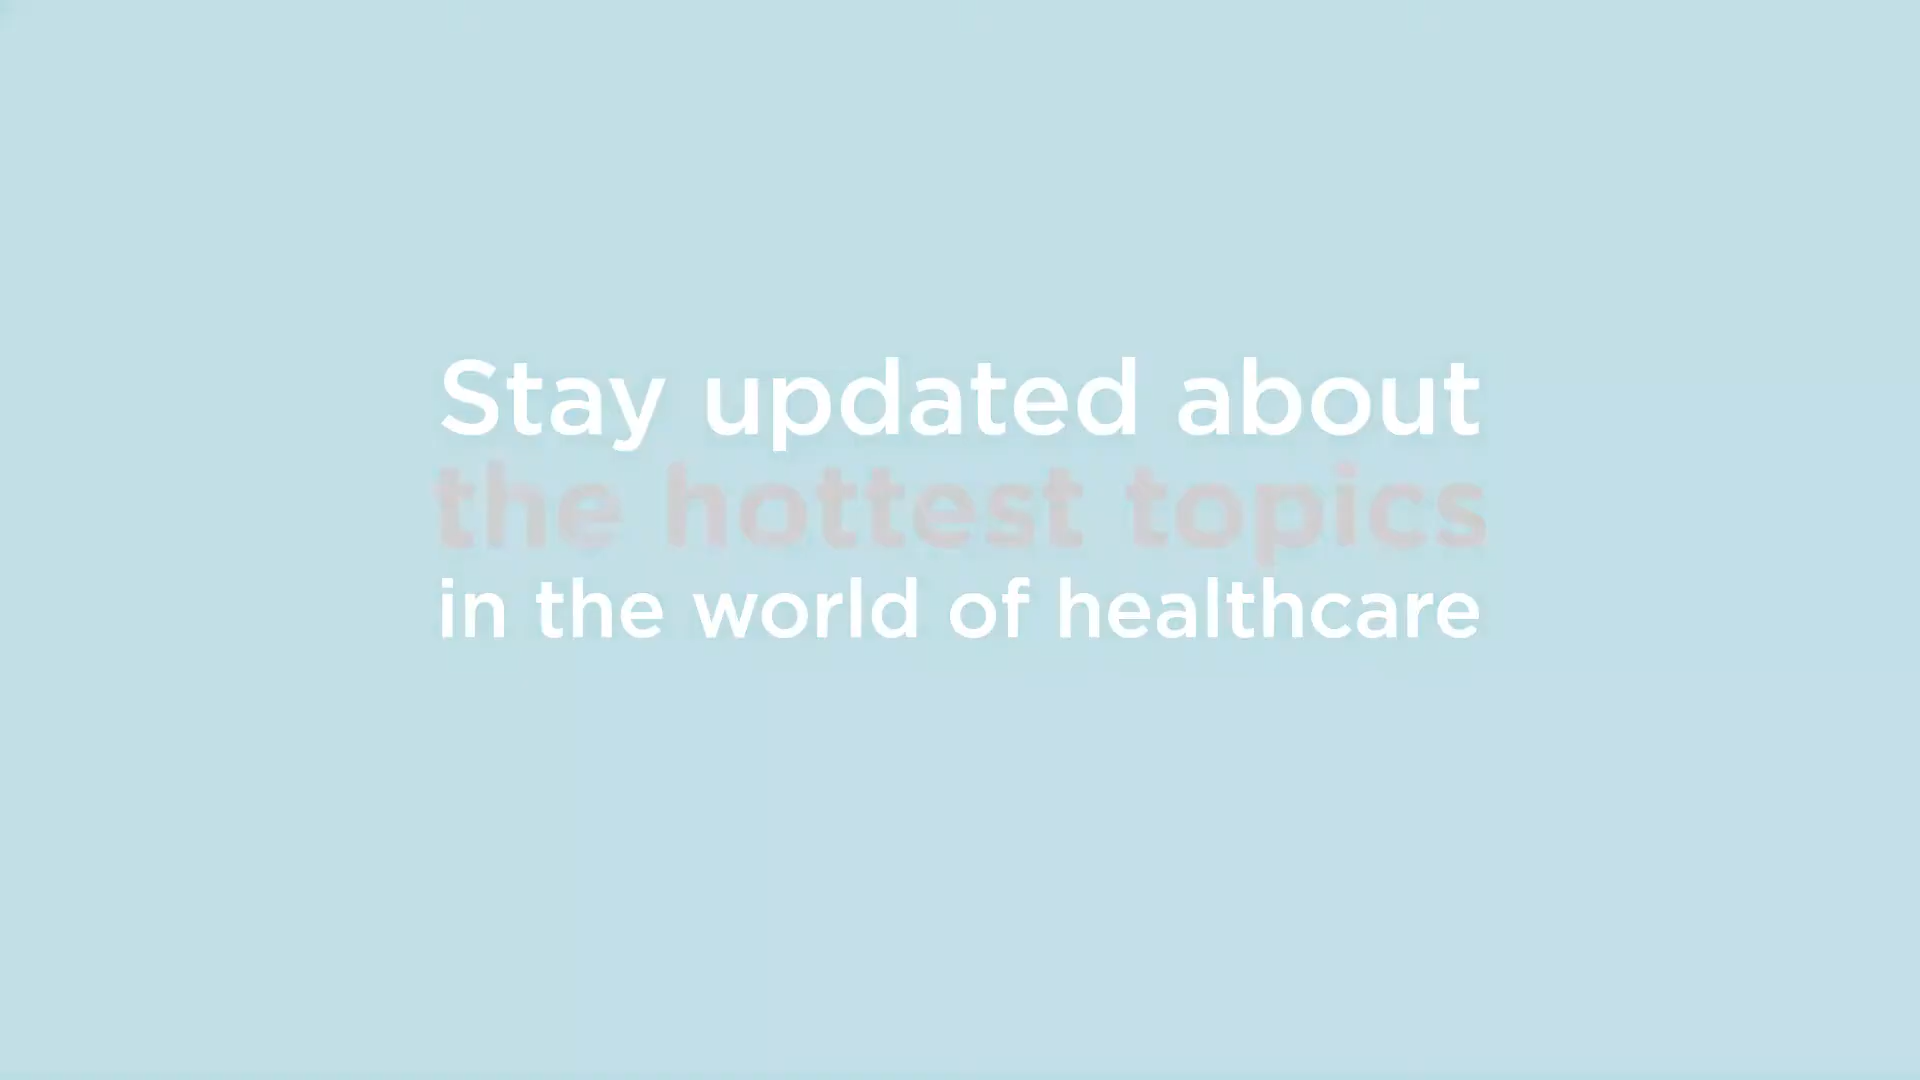 Stay updated about
the hottest topics
in the world of healthcare